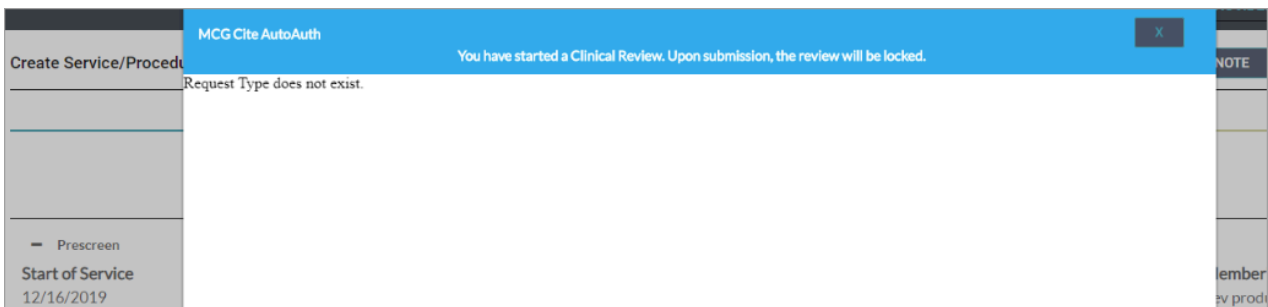 MCG Cite AutoAuth
X
You have started a Clinical Review. Upon submission, the review will be locked.
Create Service/Procedu
NOTE
Request Type does not exist.
− Prescreen
Start of Service
12/16/2019